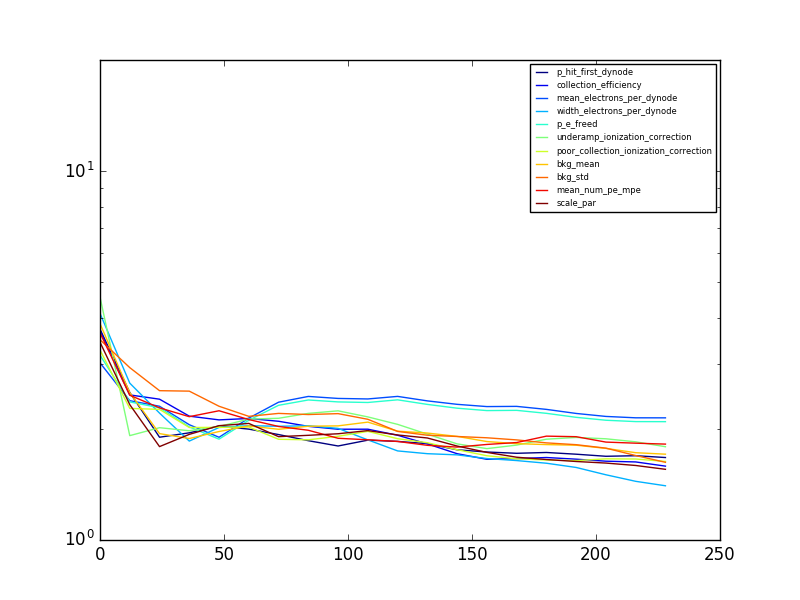 10^1
10^0
0 50 100 150 200 250
p_hit_first_dynode
collection_efficiency
mean_electrons_per_dynode
width_electrons_per_dynode
p_e_freed
underamp_ionization_correction
poor_collection_ionization_correction
bkg_mean
bkg_std
mean_num_pe_mpe
scale_par